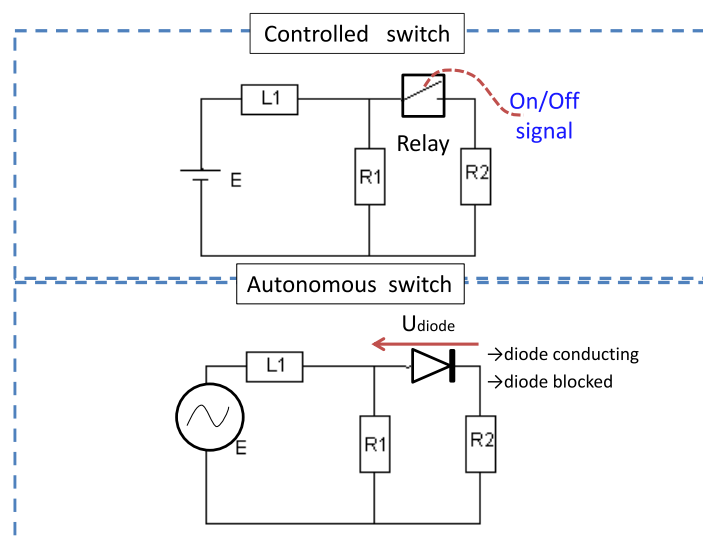 Controlled switch
L1
On/Off
signal
Relay
E
R1
R2
Autonomous switch
Udiode
→diode conducting
→diode blocked
L1
E
R1
R2